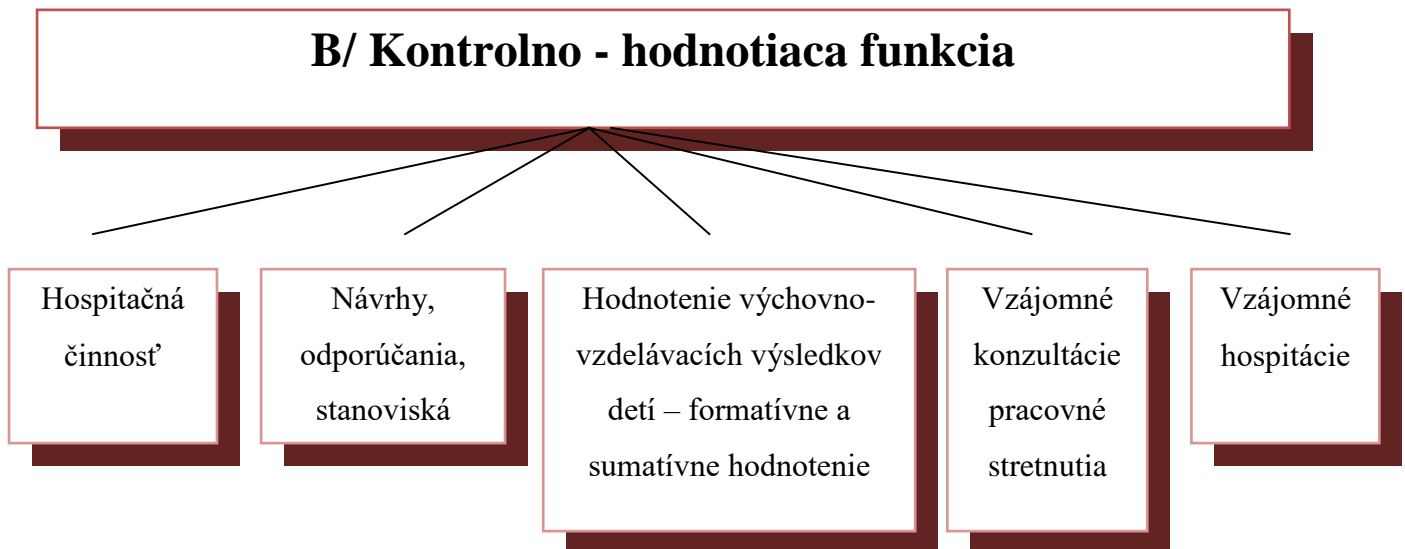 B/ Kontrolno - hodnotiaca funkcia
Hospitačná
činnosť
Návrhy,
odporúčania,
stanoviská
Hodnotenie výchovno-
vzdelávacích výsledkov
detí – formatívne a
sumatívne hodnotenie
Vzájomné
konzultácie
pracovné
stretnutia
Vzájomné
hospitácie